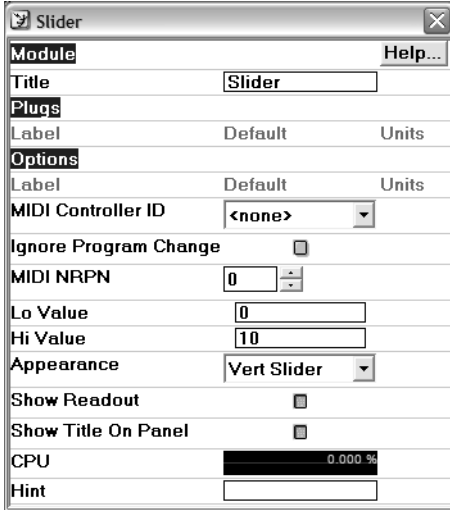 Slider
Module Help...
Title Slider
Plugs
Label Default Units
Options
Label Default Units
MIDI Controller ID <none>
Ignore Program Change
MIDI NRPN 0
Lo Value 0
Hi Value 10
Appearance Vert Slider
Show Readout
Show Title On Panel
CPU 0.000 %
Hint